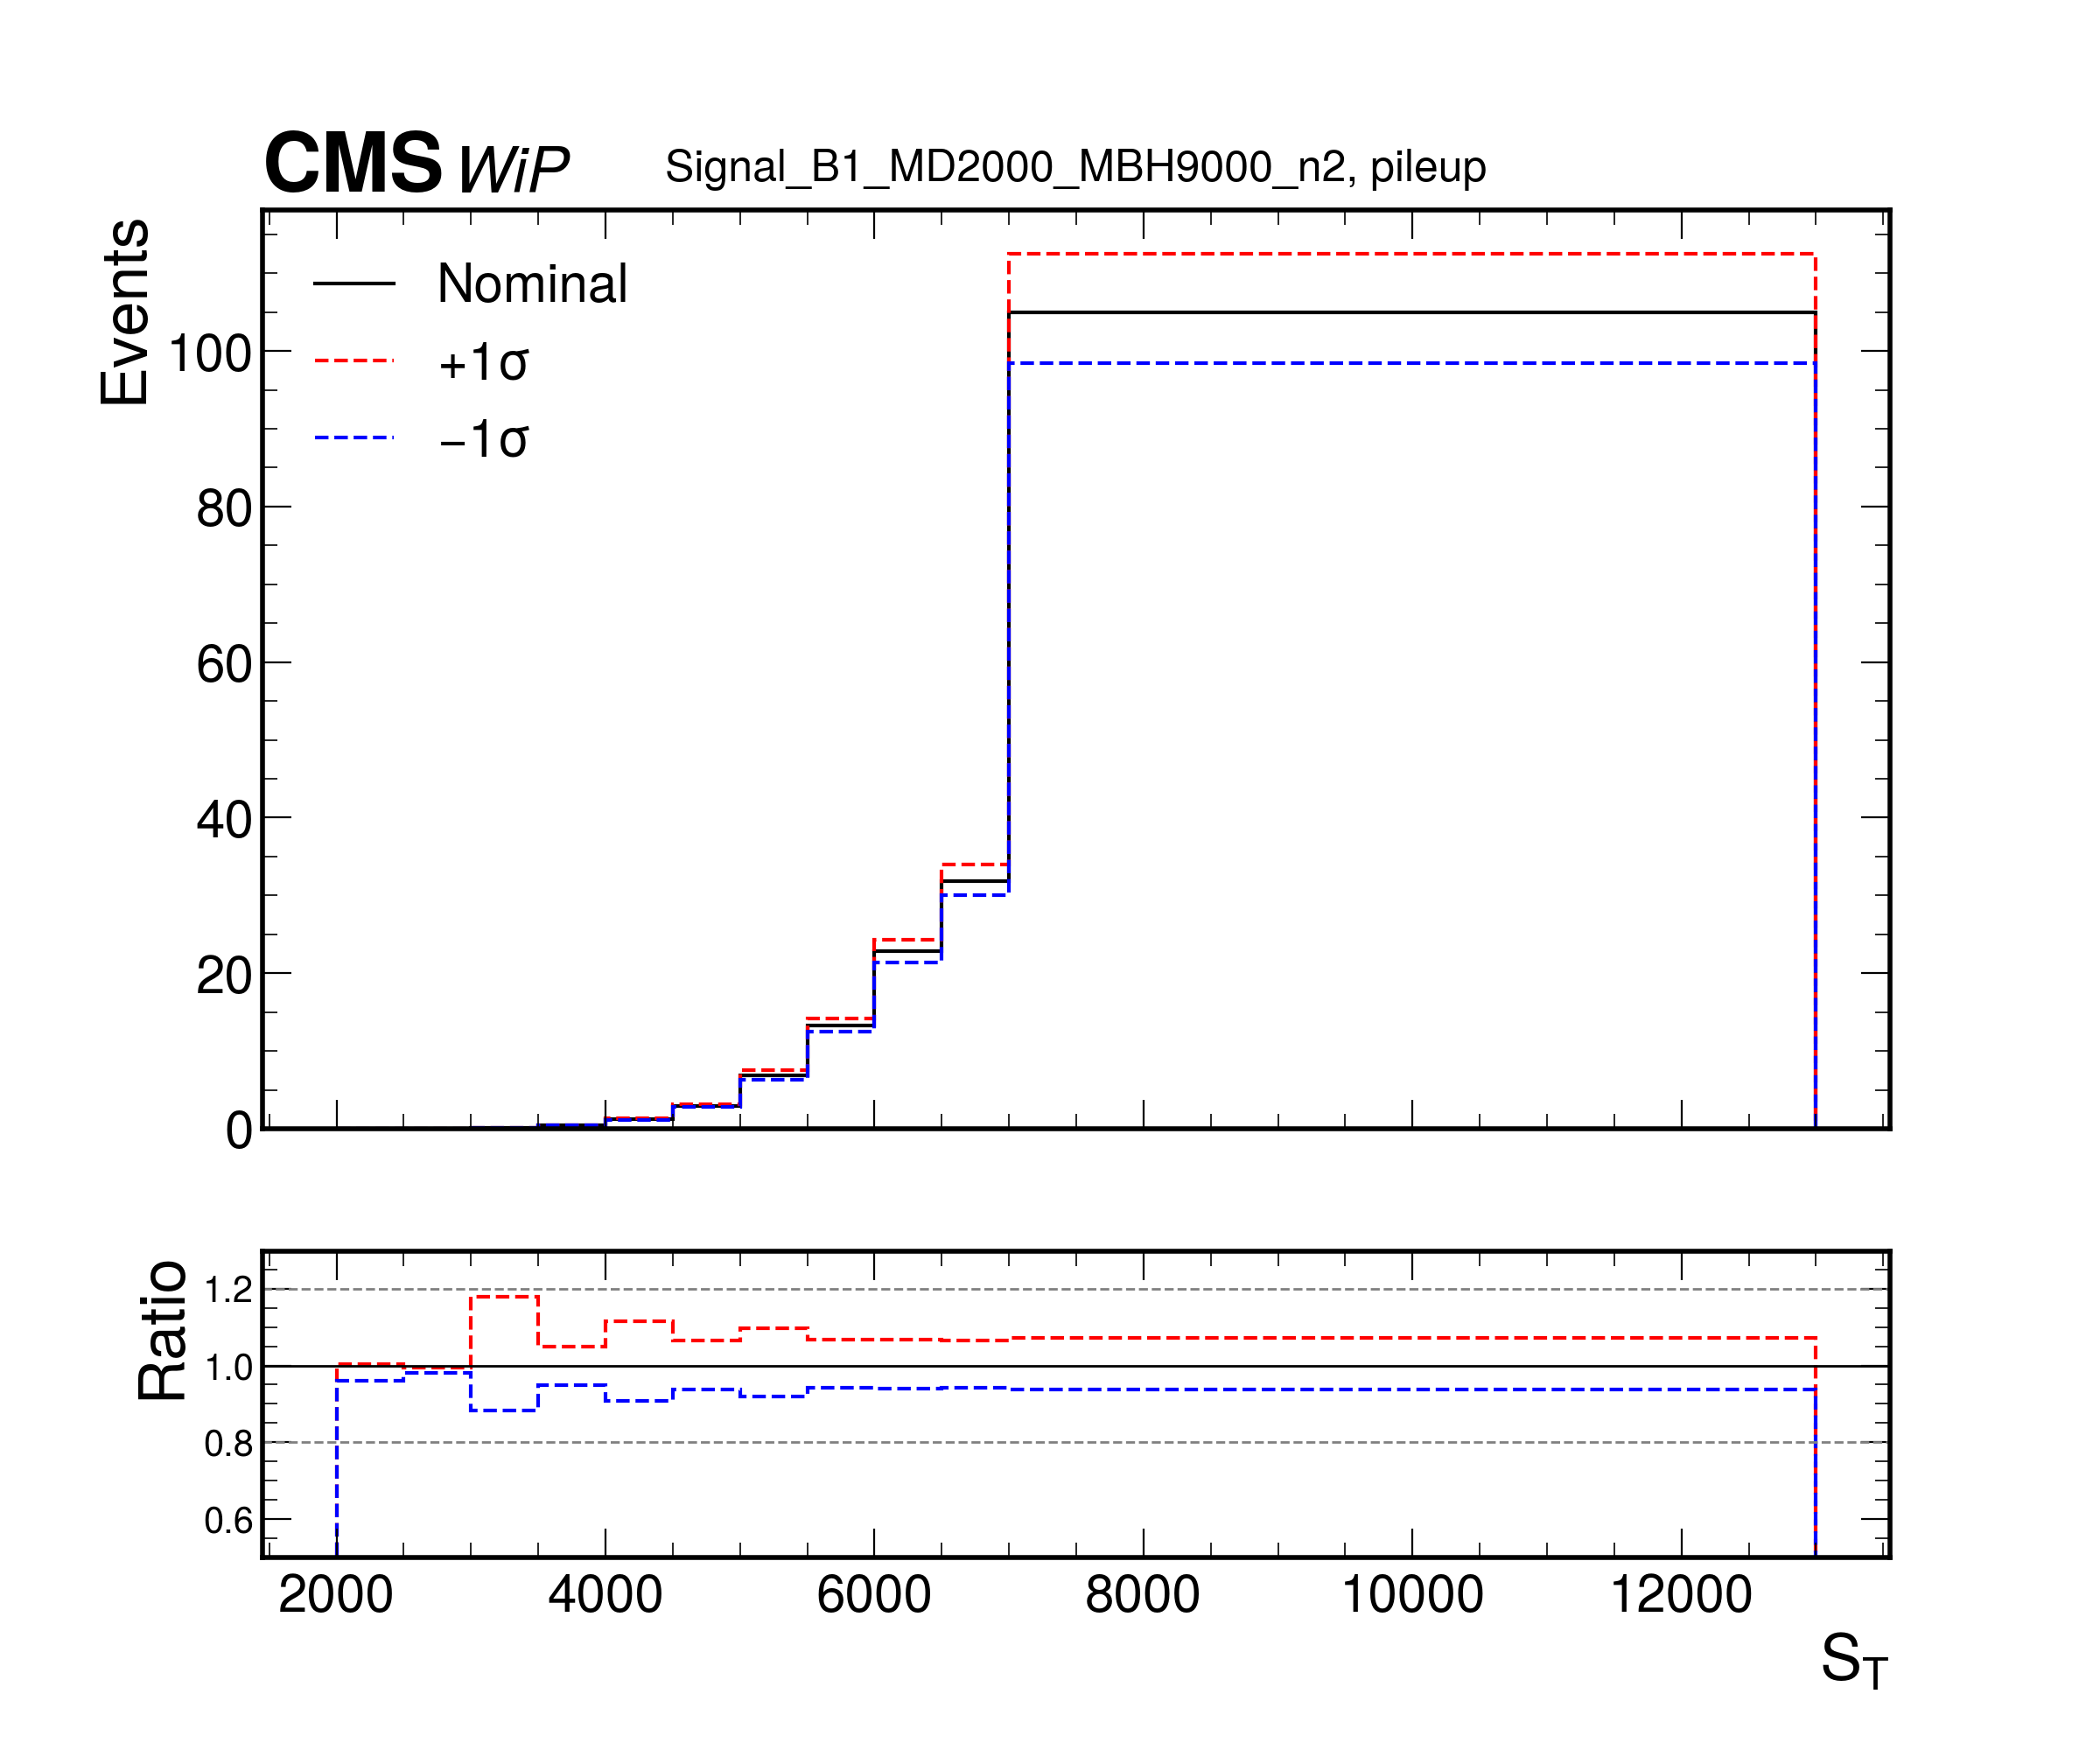 CMS WiP Signal_B1_MD2000_MBH9000_n2, pileup
Events
Nominal
+1σ
−1σ
100
80
60
40
20
0
Ratio
1.2
1.0
0.8
0.6
2000 4000 6000 8000 10000 12000
S_T